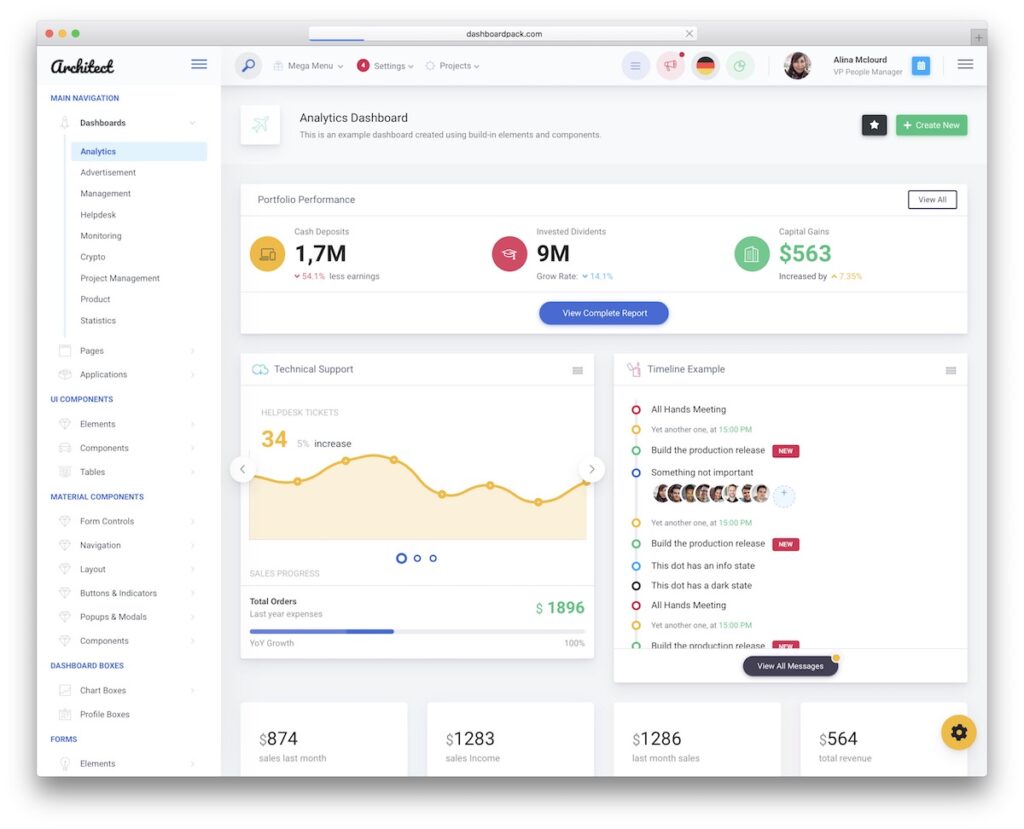 dashboardpack.com
Architect
Mega Menu
4
Settings
Projects
Alina Mclourd
VP People Manager
MAIN NAVIGATION
Dashboards
Analytics
Advertisement
Management
Helpdesk
Monitoring
Crypto
Project Management
Product
Statistics
Pages
Applications
UI COMPONENTS
Elements
Components
Tables
MATERIAL COMPONENTS
Form Controls
Navigation
Layout
Buttons & Indicators
Popups & Modals
Components
DASHBOARD BOXES
Chart Boxes
Profile Boxes
FORMS
Elements
Analytics Dashboard
This is an example dashboard created using build-in elements and components.
+ Create New
Portfolio Performance
View All
Cash Deposits
1,7M
54.1% less earnings
Invested Dividents
9M
Grow Rate: 14.1%
Capital Gains
$563
Increased by 7.35%
View Complete Report
Technical Support
HELPDESK TICKETS
34 5% increase
SALES PROGRESS
Total Orders
Last year expenses
$ 1896
YoY Growth
100%
Timeline Example
All Hands Meeting
Yet another one, at 15:00 PM
Build the production release NEW
Something not important
+
Yet another one, at 15:00 PM
Build the production release NEW
This dot has an info state
This dot has a dark state
All Hands Meeting
Yet another one, at 15:00 PM
Build the production release NEW
View All Messages
$874
sales last month
$1283
sales Income
$1286
last month sales
$564
total revenue